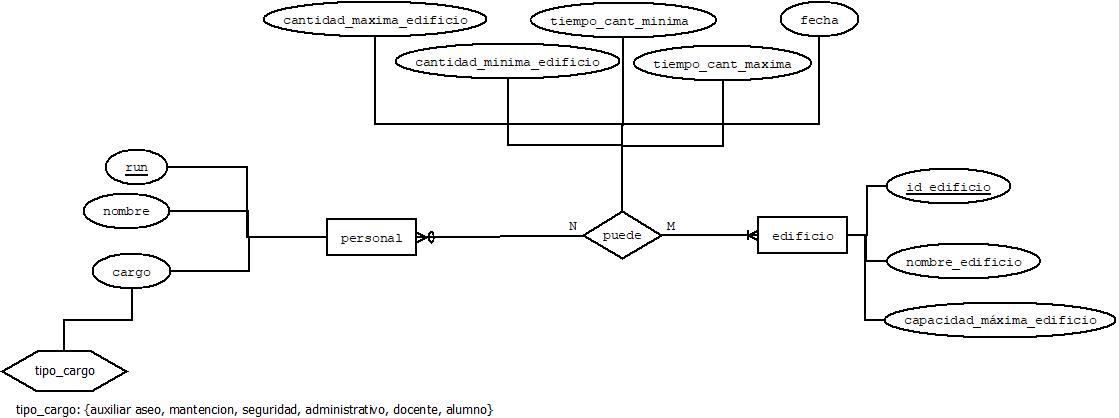 cantidad_maxima_edificio
tiempo_cant_minima
fecha
cantidad_minima_edificio
tiempo_cant_maxima
run
nombre
cargo
tipo_cargo
personal
N
puede
M
edificio
id_edificio
nombre_edificio
capacidad_máxima_edificio
tipo_cargo: {auxiliar aseo, mantencion, seguridad, administrativo, docente, alumno}